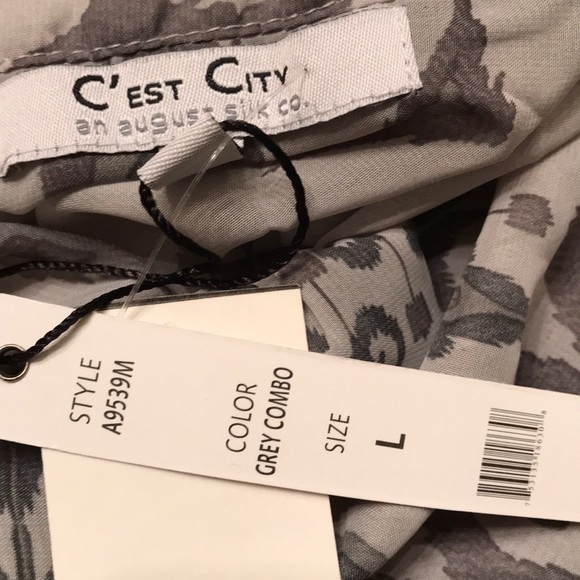 C'EST CITY
an august silk co.
STYLE
A9539M
COLOR
GREY COMBO
SIZE
L